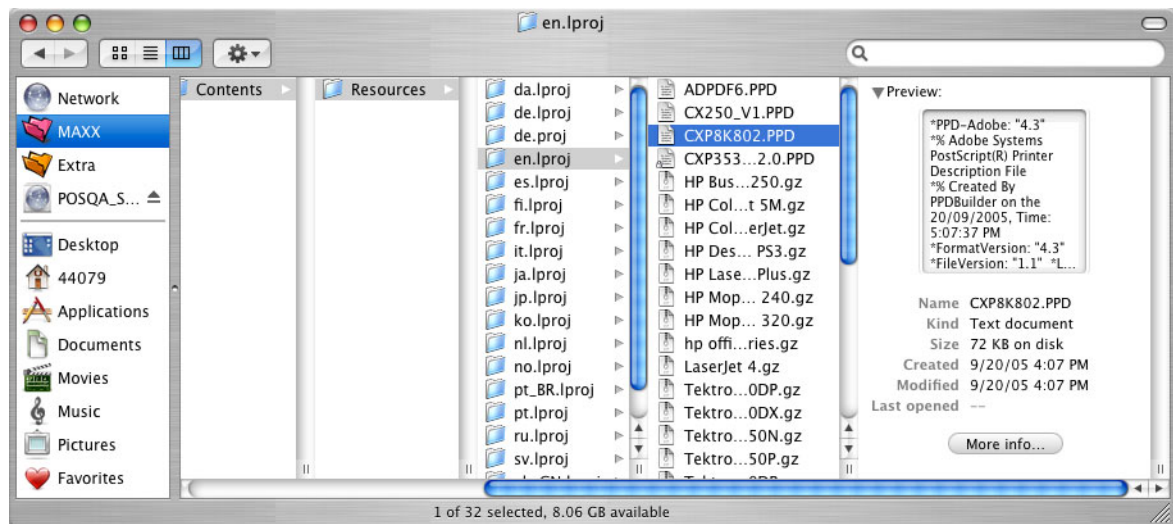 en.lproj
Network
MAXX
Extra
POSQA_S...
Desktop
44079
Applications
Documents
Movies
Music
Pictures
Favorites
Contents
Resources
da.lproj
de.lproj
de.proj
en.lproj
es.lproj
fi.lproj
fr.lproj
it.lproj
ja.lproj
jp.lproj
ko.lproj
nl.lproj
no.lproj
pt_BR.lproj
pt.lproj
ru.lproj
sv.lproj
ADPDF6.PPD
CX250_V1.PPD
CXP8K802.PPD
CXP353...2.0.PPD
HP Bus...250.gz
HP Col...t 5M.gz
HP Col...erJet.gz
HP Des... PS3.gz
HP Lase...Plus.gz
HP Mop... 240.gz
HP Mop... 320.gz
hp offi...ries.gz
LaserJet 4.gz
Tektro...0DP.gz
Tektro...0DX.gz
Tektro...50N.gz
Tektro...50P.gz
Preview:
*PPD-Adobe: "4.3"
*% Adobe Systems
PostScript(R) Printer
Description File
*% Created By
PPDBuilder on the
20/09/2005, Time:
5:07:37 PM
*FormatVersion: "4.3"
*FileVersion: "1.1" *L...
Name CXP8K802.PPD
Kind Text document
Size 72 KB on disk
Created 9/20/05 4:07 PM
Modified 9/20/05 4:07 PM
Last opened --
More info...
1 of 32 selected, 8.06 GB available